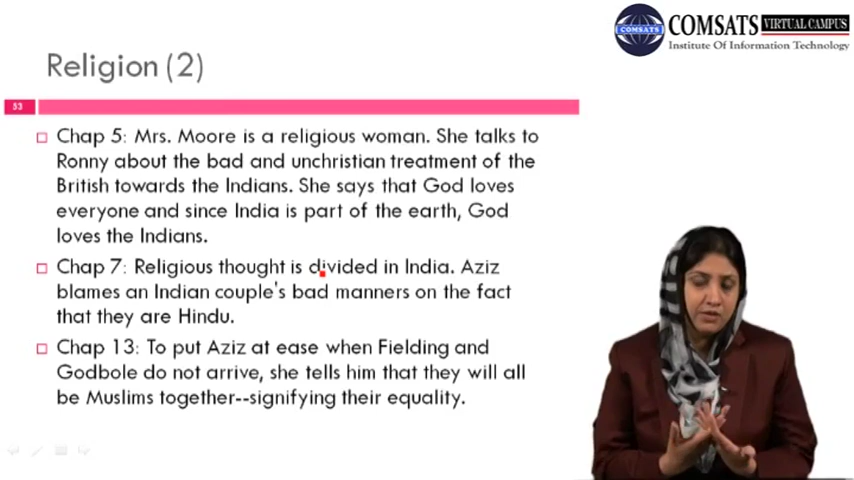 COMSATS VIRTUAL CAMPUS
COMSATS
Institute Of Information Technology
Religion (2)
53
Chap 5: Mrs. Moore is a religious woman. She talks to
Ronny about the bad and unchristian treatment of the
British towards the Indians. She says that God loves
everyone and since India is part of the earth, God
loves the Indians.
Chap 7: Religious thought is divided in India. Aziz
blames an Indian couple's bad manners on the fact
that they are Hindu.
Chap 13: To put Aziz at ease when Fielding and
Godbole do not arrive, she tells him that they will all
be Muslims together--signifying their equality.